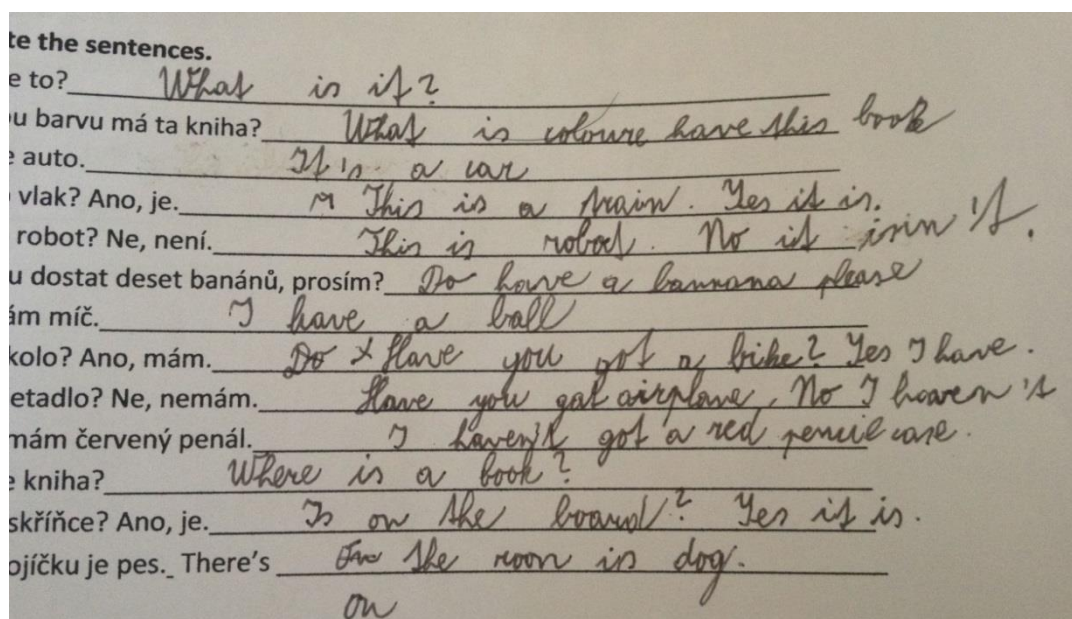 te the sentences.
e to? What is it?
u barvu má ta kniha? What is coloure have this book
e auto. It's a car
vlak? Ano, je. This is a train. Yes it is.
robot? Ne, není. This is robot. No it isin't.
u dostat deset banánů, prosím? Do have a bannana please
ám míč. I have a ball
kolo? Ano, mám. Do x Have you got a bike? Yes I have.
etadlo? Ne, nemám. Have you gat airplane, No I haven't
mám červený penál. I haven't got a red pencil case.
e kniha? Where is a book?
skříňce? Ano, je. Is on the board? Yes it is.
ojíčku je pes. There's the room is dog.
on